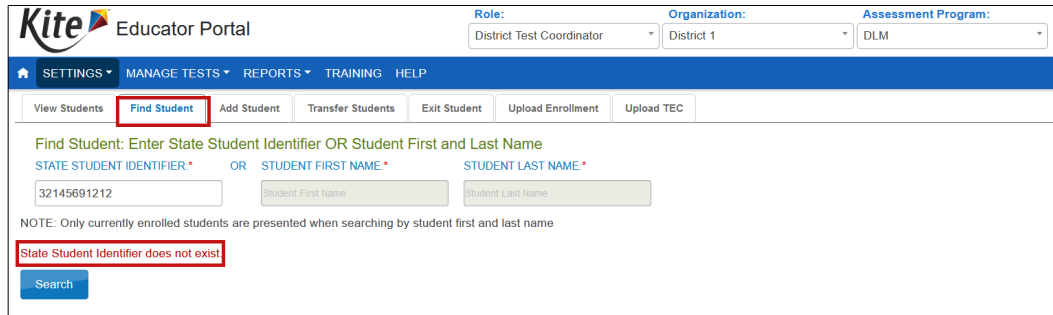 Role: Organization: Assessment Program:
Kite Educator Portal
District Test Coordinator District 1 DLM
SETTINGS MANAGE TESTS REPORTS TRAINING HELP
View Students Find Student Add Student Transfer Students Exit Student Upload Enrollment Upload TEC
Find Student: Enter State Student Identifier OR Student First and Last Name
STATE STUDENT IDENTIFIER:* OR STUDENT FIRST NAME:* STUDENT LAST NAME:*
32145691212 Student First Name Student Last Name
NOTE: Only currently enrolled students are presented when searching by student first and last name
State Student Identifier does not exist.
Search